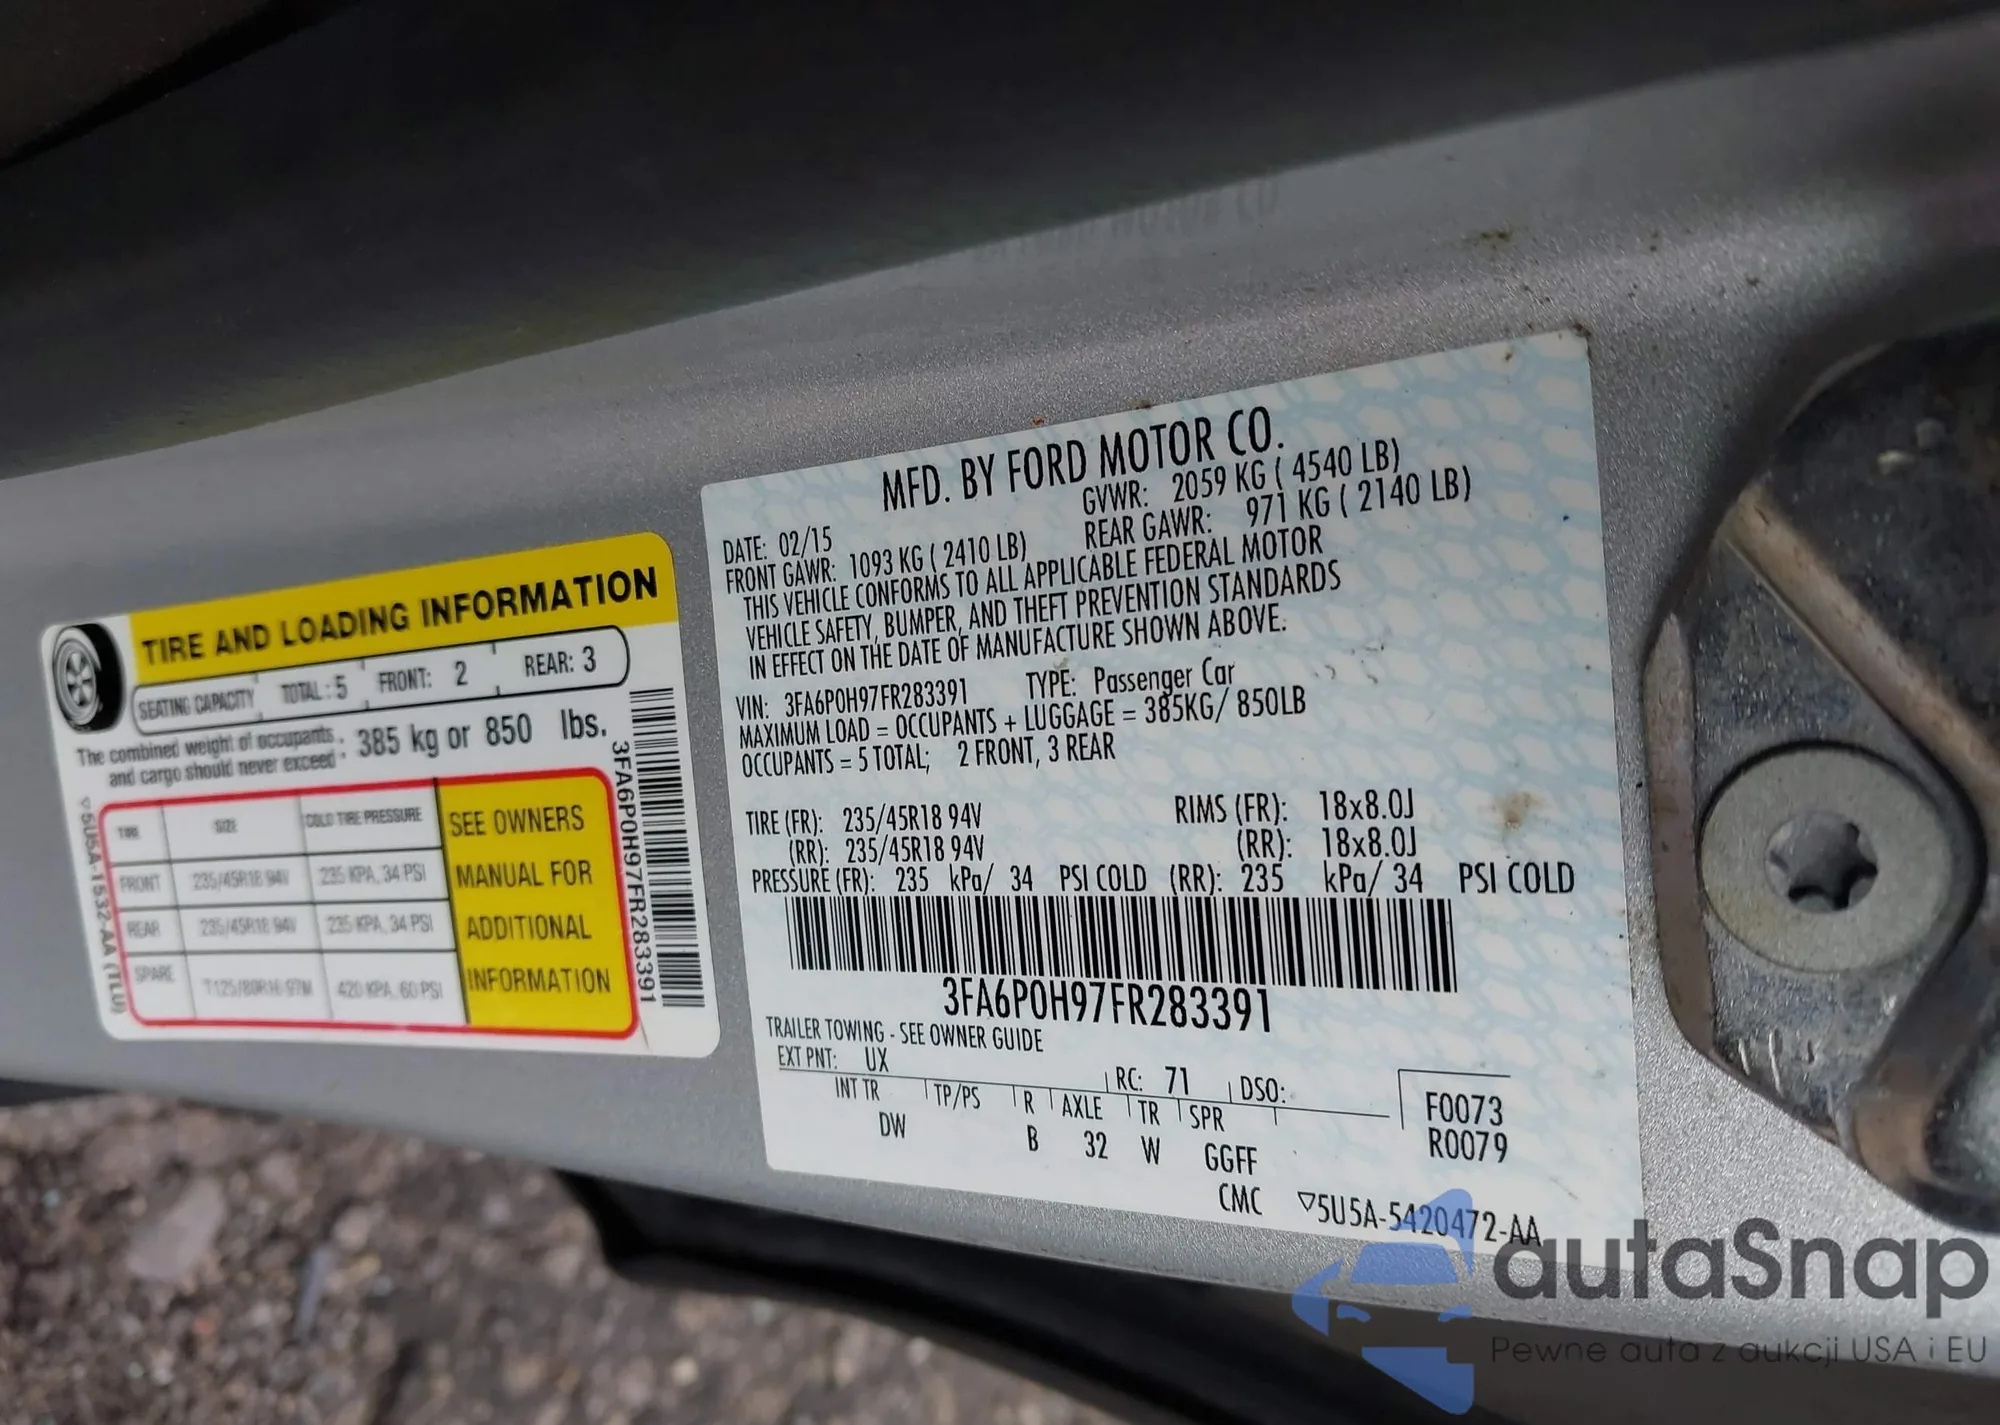 TIRE AND LOADING INFORMATION
SEATING CAPACITY TOTAL: 5 FRONT: 2 REAR: 3
The combined weight of occupants and cargo should never exceed: 385 kg or 850 lbs.
TIRE SIZE COLD TIRE PRESSURE
FRONT 235/45R18 94V 235 KPA, 34 PSI
REAR 235/45R18 94V 235 KPA, 34 PSI
SPARE T125/80R16 97M 420 KPA, 60 PSI
SEE OWNERS
MANUAL FOR
ADDITIONAL
INFORMATION
3FA6P0H97FR283391
5U5A-1532-AA (TLU)
MFD. BY FORD MOTOR CO.
DATE: 02/15 GVWR: 2059 KG ( 4540 LB)
FRONT GAWR: 1093 KG ( 2410 LB) REAR GAWR: 971 KG ( 2140 LB)
THIS VEHICLE CONFORMS TO ALL APPLICABLE FEDERAL MOTOR
VEHICLE SAFETY, BUMPER, AND THEFT PREVENTION STANDARDS
IN EFFECT ON THE DATE OF MANUFACTURE SHOWN ABOVE.
VIN: 3FA6P0H97FR283391 TYPE: Passenger Car
MAXIMUM LOAD = OCCUPANTS + LUGGAGE = 385KG/ 850LB
OCCUPANTS = 5 TOTAL; 2 FRONT, 3 REAR
TIRE (FR): 235/45R18 94V RIMS (FR): 18x8.0J
(RR): 235/45R18 94V (RR): 18x8.0J
PRESSURE (FR): 235 kPa/ 34 PSI COLD (RR): 235 kPa/ 34 PSI COLD
3FA6P0H97FR283391
TRAILER TOWING - SEE OWNER GUIDE
EXT PNT: UX RC: 71 DSO:
INT TR TP/PS R AXLE TR SPR
DW B 32 W GGFF
CMC
F0073
R0079
▽5U5A-5420472-AA
autaSnap
Pewne auta z aukcji USA i EU